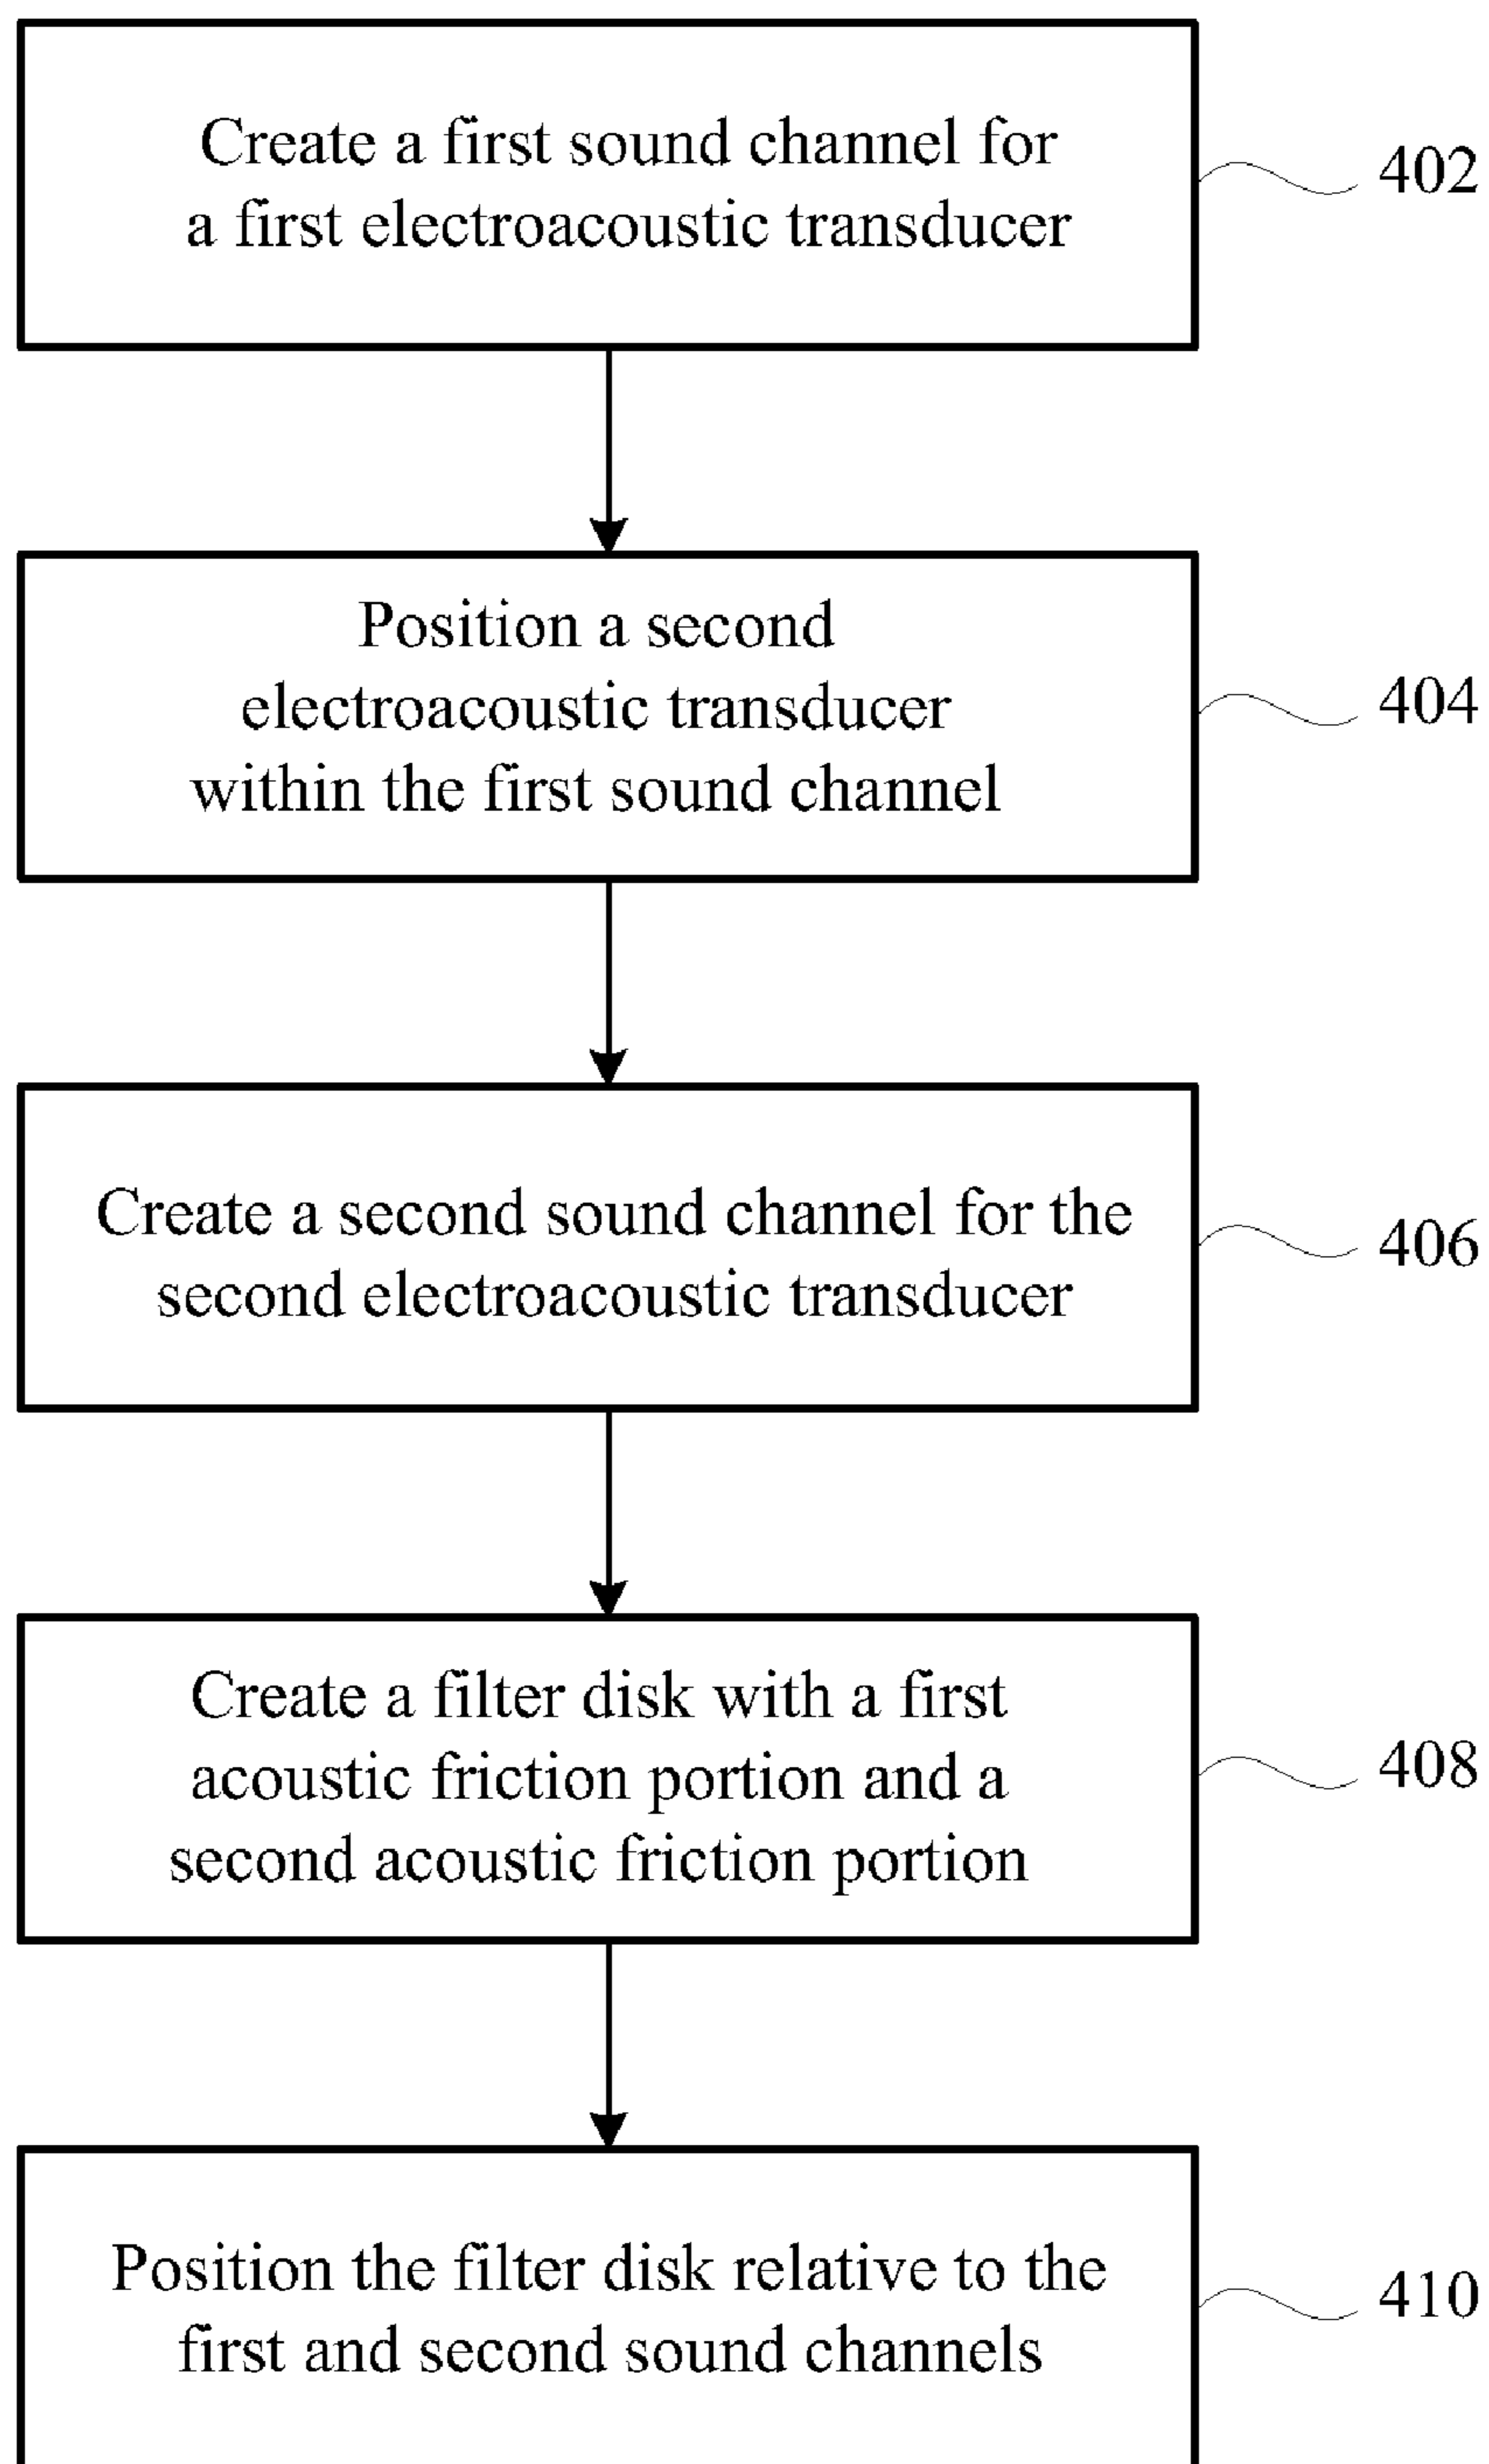 Create a first sound channel for
a first electroacoustic transducer
402
Position a second
electroacoustic transducer
within the first sound channel
404
Create a second sound channel for the
second electroacoustic transducer
406
Create a filter disk with a first
acoustic friction portion and a
second acoustic friction portion
408
Position the filter disk relative to the
first and second sound channels
410